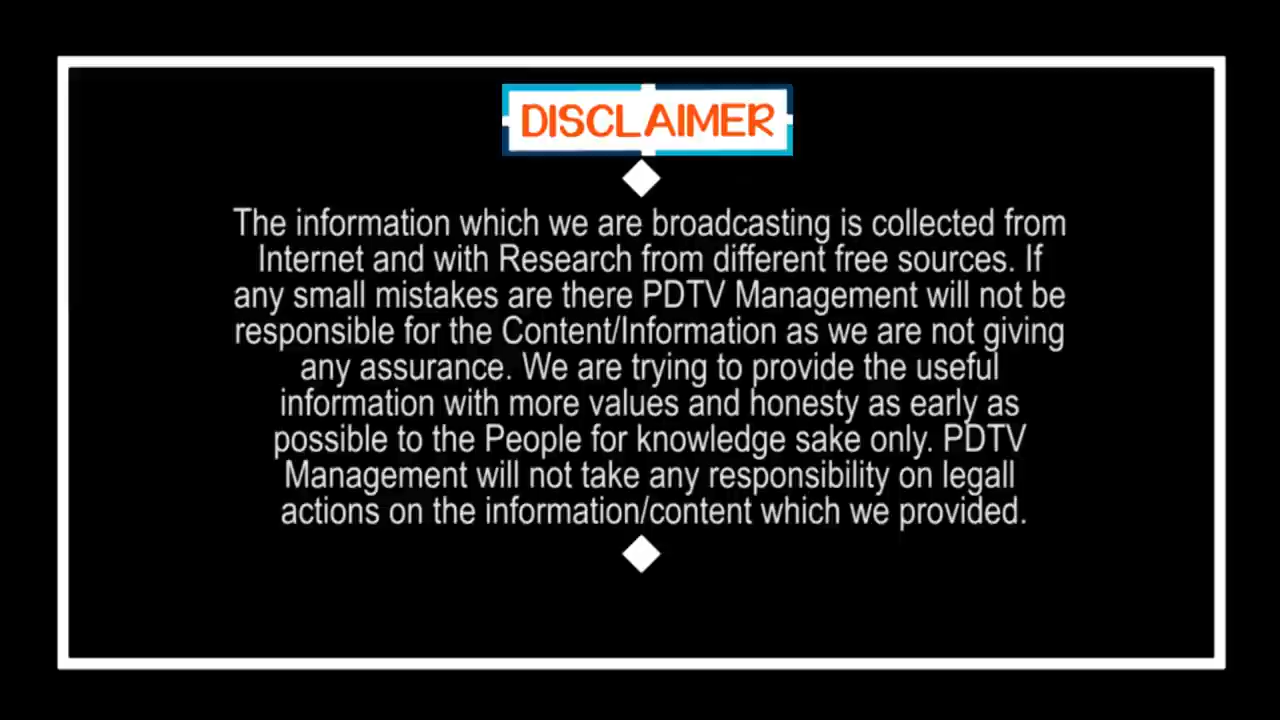 DISCLAIMER
The information which we are broadcasting is collected from
Internet and with Research from different free sources. If
any small mistakes are there PDTV Management will not be
responsible for the Content/Information as we are not giving
any assurance. We are trying to provide the useful
information with more values and honesty as early as
possible to the People for knowledge sake only. PDTV
Management will not take any responsibility on legall
actions on the information/content which we provided.